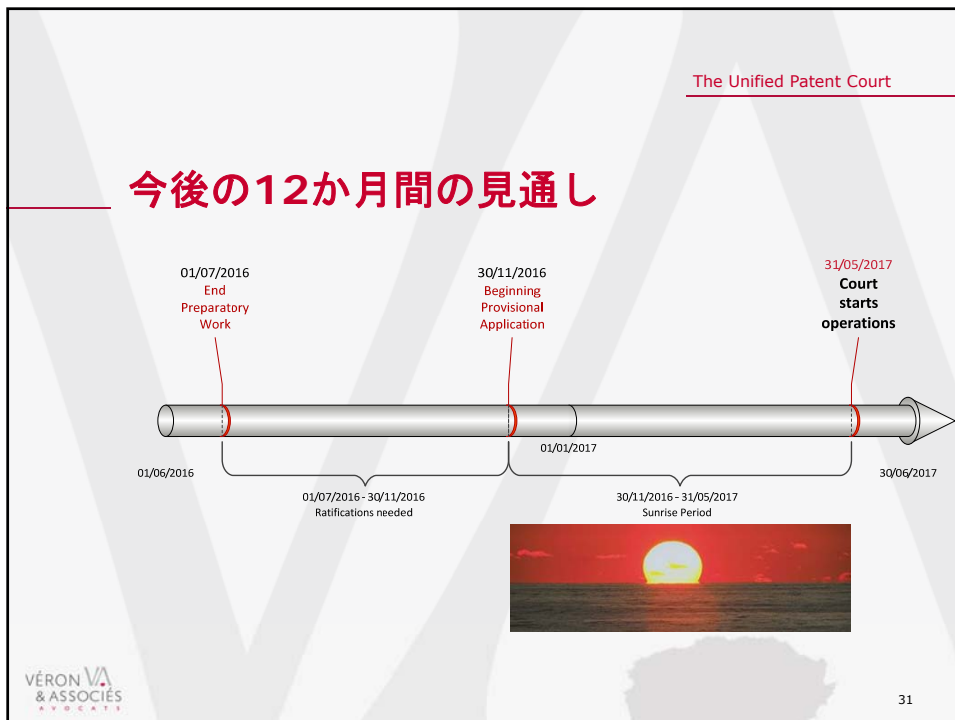 The Unified Patent Court
今後の12か月間の見通し
01/07/2016
End
Preparatory
Work
30/11/2016
Beginning
Provisional
Application
31/05/2017
Court
starts
operations
01/01/2017
01/06/2016
30/06/2017
01/07/2016 - 30/11/2016
Ratifications needed
30/11/2016 - 31/05/2017
Sunrise Period
VÉRON VA
& ASSOCIÉS
AVOCATS
31